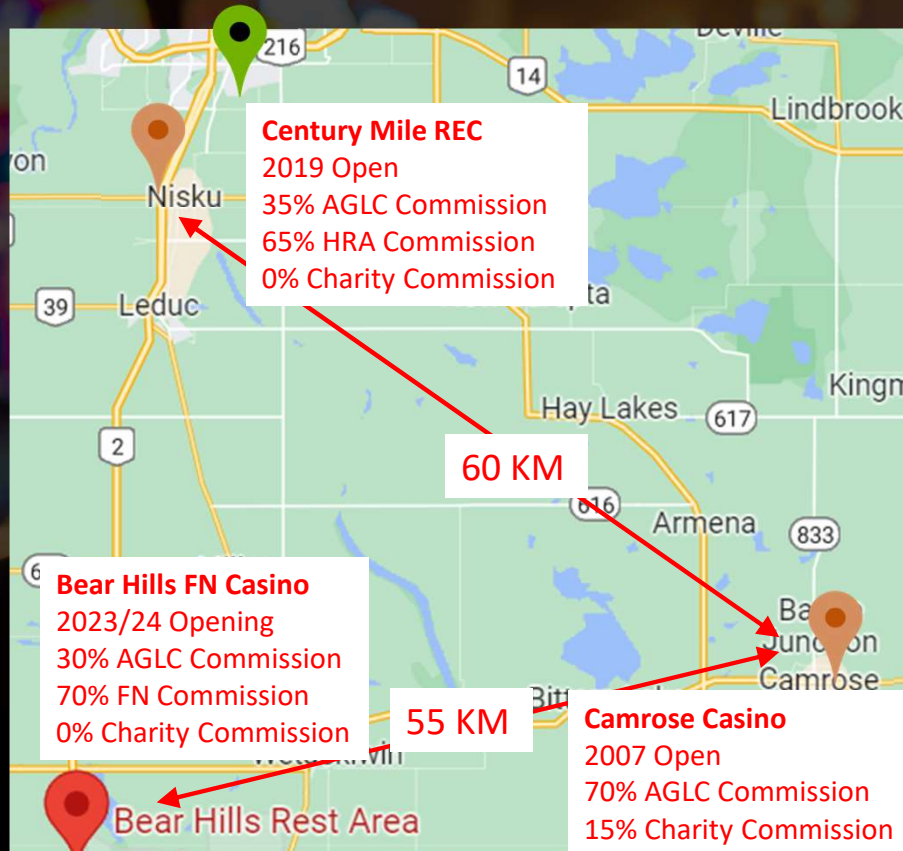 216
14
Lindbrook
Century Mile REC
2019 Open
35% AGLC Commission
65% HRA Commission
0% Charity Commission
Nisku
39
Leduc
Hay Lakes
617
2
60 KM
616
Armena
833
Bear Hills FN Casino
2023/24 Opening
30% AGLC Commission
70% FN Commission
0% Charity Commission
Camrose
55 KM
Camrose Casino
2007 Open
70% AGLC Commission
15% Charity Commission
Bear Hills Rest Area